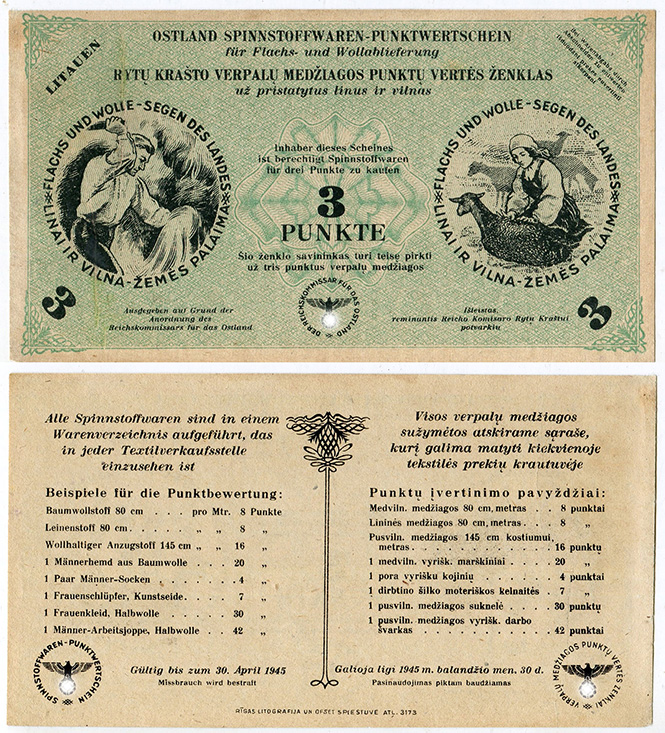 LITAUEN
OSTLAND SPINNSTOFFWAREN-PUNKTWERTSCHEIN
für Flachs- und Wollablieferung
RYTŲ KRAŠTO VERPALŲ MEDŽIAGOS PUNKTŲ VERTĖS ŽENKLAS
už pristatytus linus ir vilnas
FLACHS UND WOLLE-SEGEN DES LANDES
LINAI IR VILNA-ŽEMĖS PALAIMA
Inhaber dieses Scheines
ist berechtigt Spinnstoffwaren
für drei Punkte zu kaufen
3
PUNKTE
Šio ženklo savininkas turi teisę pirkti
už tris punktus verpalų medžiagos
FLACHS UND WOLLE-SEGEN DES LANDES
LINAI IR VILNA-ŽEMĖS PALAIMA
3
Ausgegeben auf Grund der
Anordnung des
Reichskommissars für das Ostland
DER REICHSKOMMISSAR FÜR DAS OSTLAND
Išleistas,
reminantis Reicho Komisaro Rytų Kraštui
potvarkiu
3
Alle Spinnstoffwaren sind in einem
Warenverzeichnis aufgeführt, das
in jeder Textilverkaufsstelle
einzusehen ist
Beispiele für die Punktbewertung:
Baumwollstoff 80 cm . . . . pro Mtr. 8 Punkte
Leinenstoff 80 cm . . . . . „ „ 8 „
Wollhaltiger Anzugstoff 145 cm „ „ 16 „
1 Männerhemd aus Baumwolle . . . . 20 „
1 Paar Männer-Socken . . . . . . 4 „
1 Frauenschlüpfer, Kunstseide . . . . 7 „
1 Frauenkleid, Halbwolle . . . . . . 30 „
1 Männer-Arbeitsjoppe, Halbwolle . . . 42 „
SPINNSTOFFWAREN-PUNKTWERTSCHEIN
Gültig bis zum 30. April 1945
Missbrauch wird bestraft
Visos verpalų medžiagos
sužymėtos atskirame sąraše,
kurį galima matyti kiekvienoje
tekstilės prekių krautuvėje
Punktų įvertinimo pavyždžiai:
Medviln. medžiagos 80 cm, metras . . . 8 punktai
Lininės medžiagos 80 cm, metras . . . 8 „
Pusviln. medžiagos 145 cm kostiumui,
metras . . . . . . . . . . . 16 punktų
1 medviln. vyrišk. marškiniai . . . . 20 „
1 pora vyrišku kojinių . . . . . . 4 punktai
1 dirbtino šilko moteriškos kelnaitės . 7 „
1 pusviln. medžiagos suknelė . . . . 30 punktų
1 pusviln. medžiagos vyrišk. darbo
švarkas . . . . . . . . . . 42 punktai
Galioja ligi 1945 m. balandžio men. 30 d.
Pasinaudojimas piktam baudžiamas
VERPALŲ MEDŽIAGOS PUNKTŲ VERTĖS ŽENKLAI
RĪGAS LITOGRAFIJA UN OFSET SPIESTUVĒ ATĻ. 3173